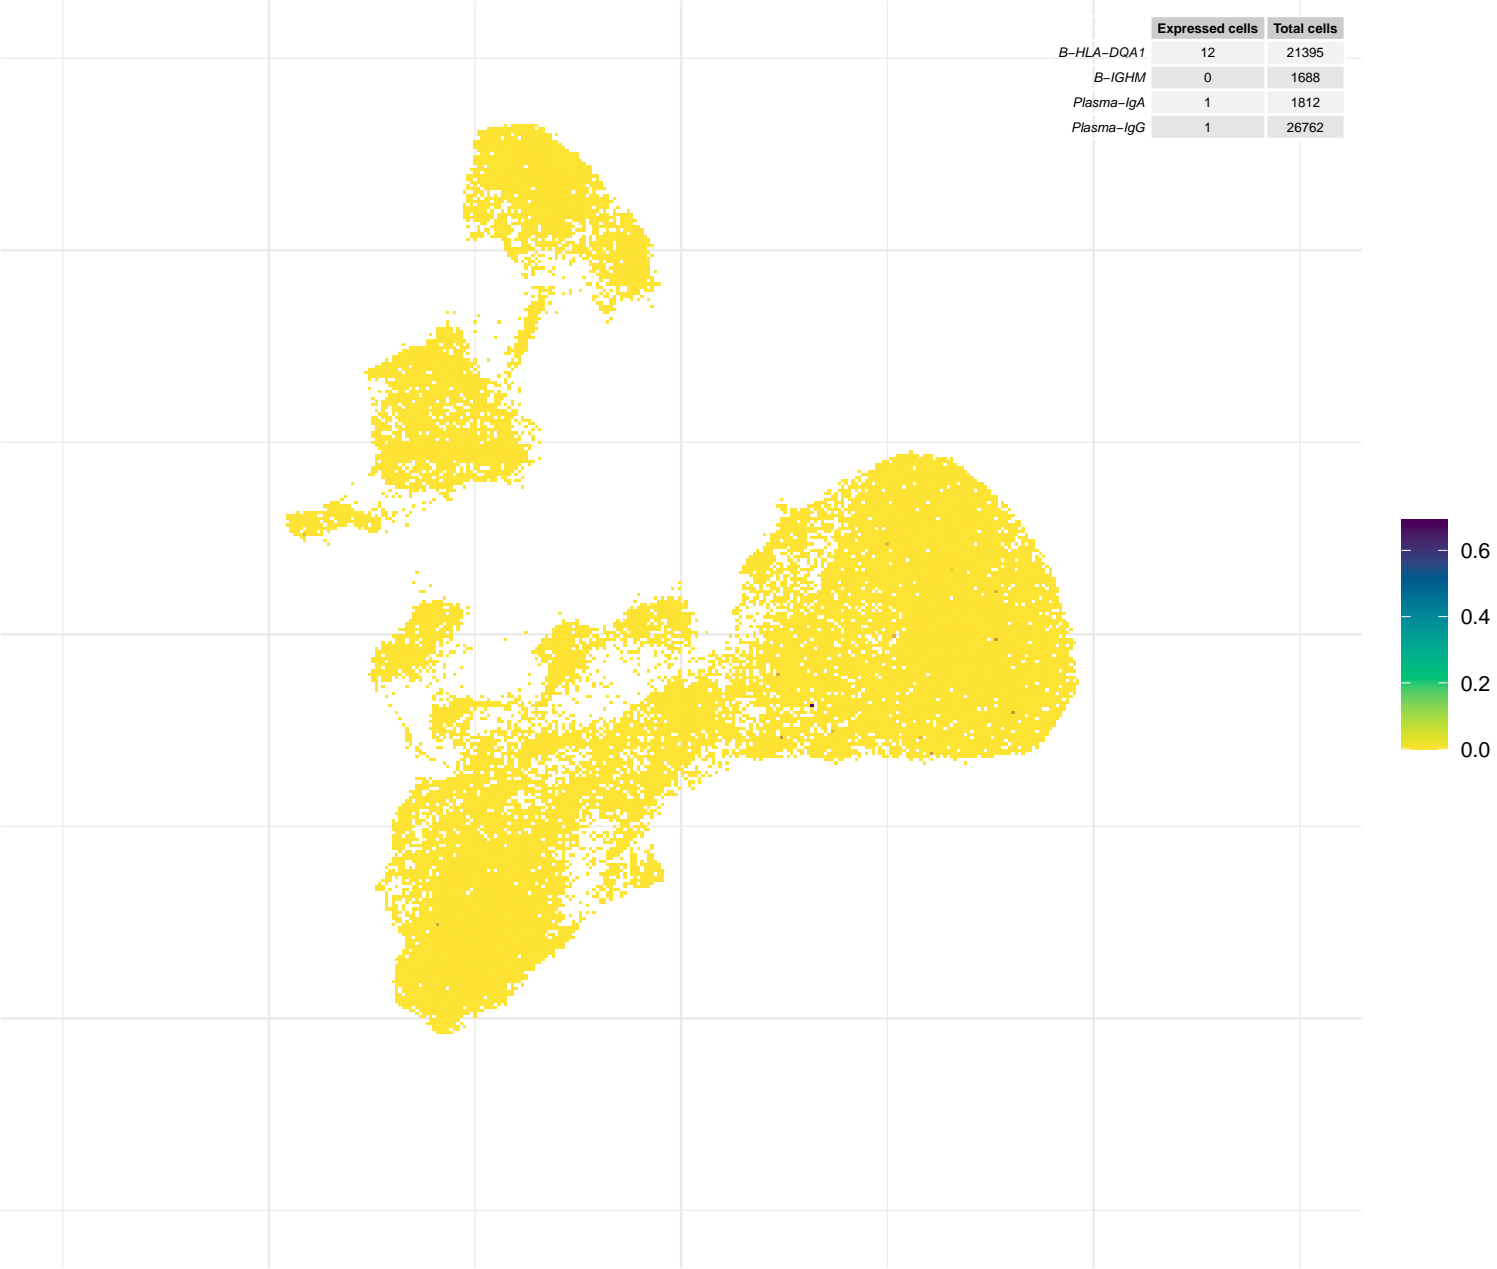 Expressed cells Total cells
B−HLA−DQA1 12 21395
B−IGHM 0 1688
Plasma−IgA 1 1812
Plasma−IgG 1 26762
0.6
0.4
0.2
0.0